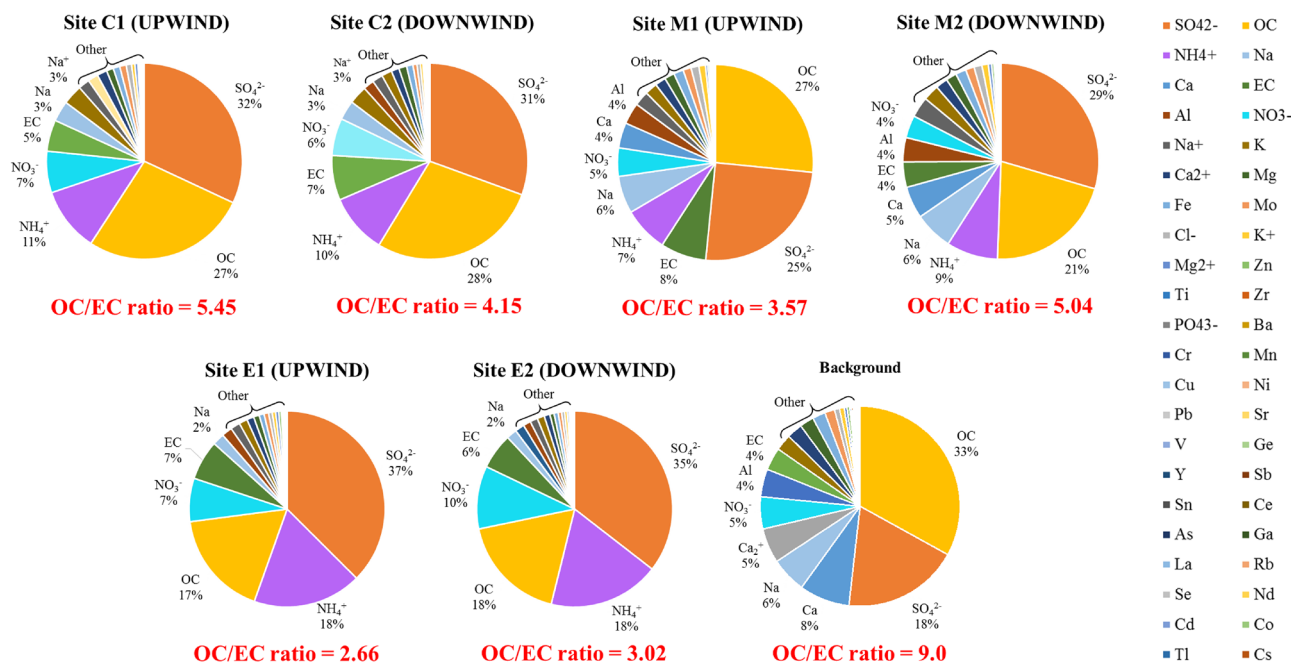 Site C1 (UPWIND)
Other
Na⁺
3%
Na
3%
EC
5%
NO₃⁻
7%
NH₄⁺
11%
OC
27%
SO₄²⁻
32%
OC/EC ratio = 5.45
Site C2 (DOWNWIND)
Other
Na⁺
3%
Na
3%
NO₃⁻
6%
EC
7%
NH₄⁺
10%
OC
28%
SO₄²⁻
31%
OC/EC ratio = 4.15
Site M1 (UPWIND)
Other
Al
4%
Ca
4%
NO₃⁻
5%
Na
6%
NH₄⁺
7%
EC
8%
SO₄²⁻
25%
OC
27%
OC/EC ratio = 3.57
Site M2 (DOWNWIND)
Other
NO₃⁻
4%
Al
4%
EC
4%
Ca
5%
Na
6%
NH₄⁺
9%
OC
21%
SO₄²⁻
29%
OC/EC ratio = 5.04
Site E1 (UPWIND)
Other
Na
2%
EC
7%
NO₃⁻
7%
OC
17%
NH₄⁺
18%
SO₄²⁻
37%
OC/EC ratio = 2.66
Site E2 (DOWNWIND)
Other
Na
2%
EC
6%
NO₃⁻
10%
OC
18%
NH₄⁺
18%
SO₄²⁻
35%
OC/EC ratio = 3.02
Background
Other
EC
4%
Al
4%
NO₃⁻
5%
Ca₂⁺
5%
Na
6%
Ca
8%
SO₄²⁻
18%
OC
33%
OC/EC ratio = 9.0
SO42- OC
NH4+ Na
Ca EC
Al NO3-
Na+ K
Ca2+ Mg
Fe Mo
Cl- K+
Mg2+ Zn
Ti Zr
PO43- Ba
Cr Mn
Cu Ni
Pb Sr
V Ge
Y Sb
Sn Ce
As Ga
La Rb
Se Nd
Cd Co
Tl Cs